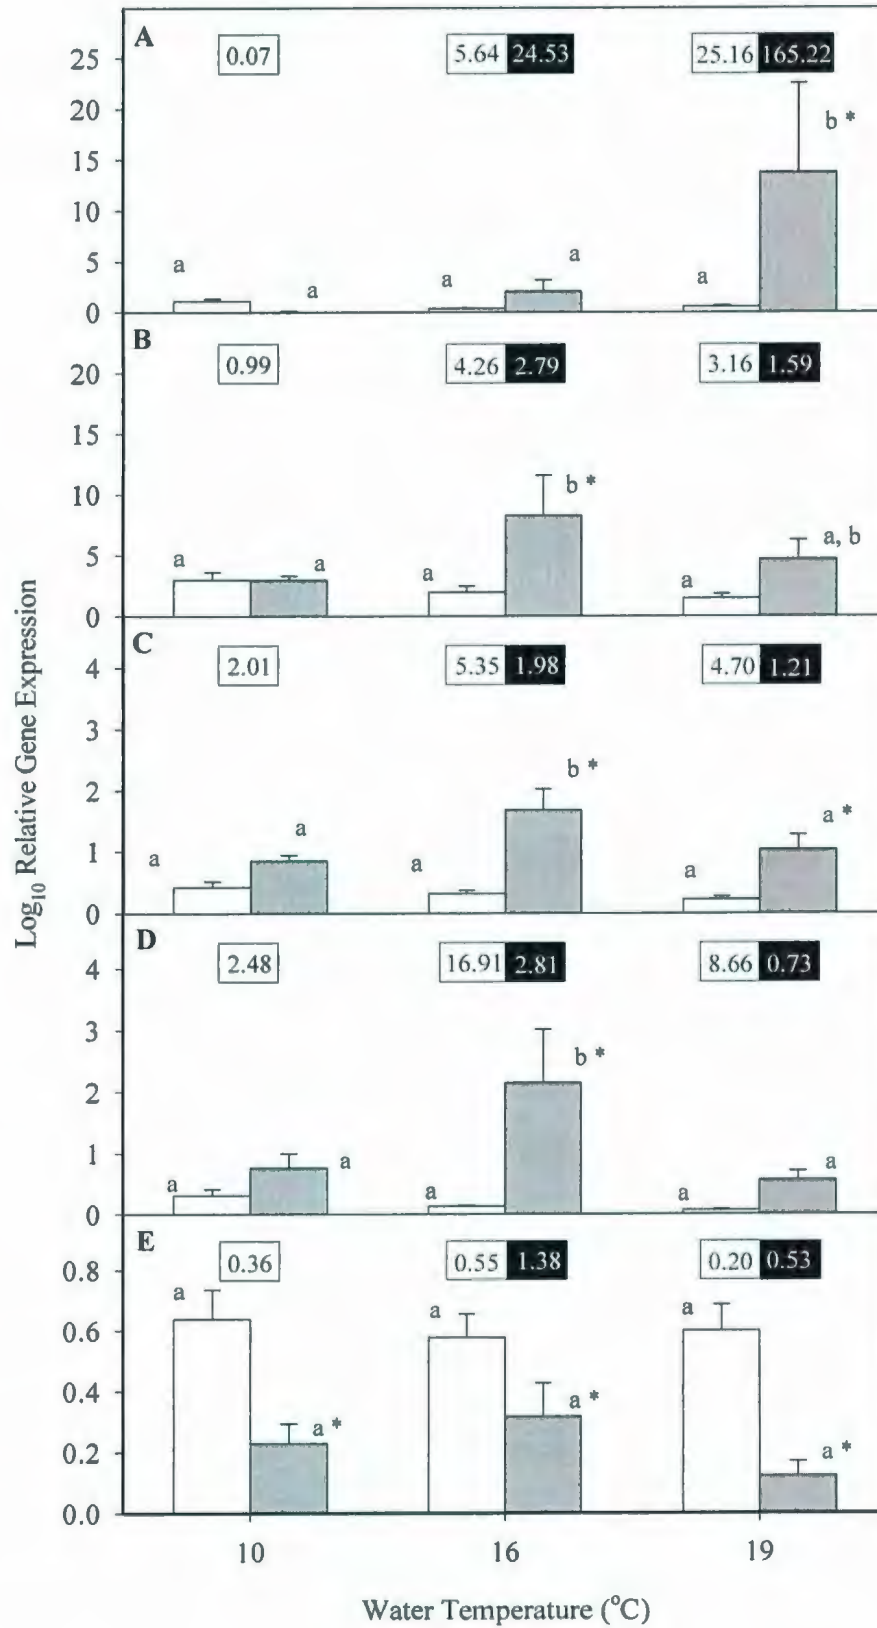 A
0.07
5.64 24.53
25.16 165.22
25
20
15
10
5
0
a
a
a
a
a
b *
B
0.99
4.26 2.79
3.16 1.59
20
15
10
5
0
a
a
a
b *
a
a, b
C
2.01
5.35 1.98
4.70 1.21
4
3
2
1
0
a
a
a
b *
a
a *
D
2.48
16.91 2.81
8.66 0.73
4
3
2
1
0
a
a
a
b *
a
a
E
0.36
0.55 1.38
0.20 0.53
0.8
0.6
0.4
0.2
0.0
a
a *
a
a *
a
a *
Log10 Relative Gene Expression
10 16 19
Water Temperature (°C)